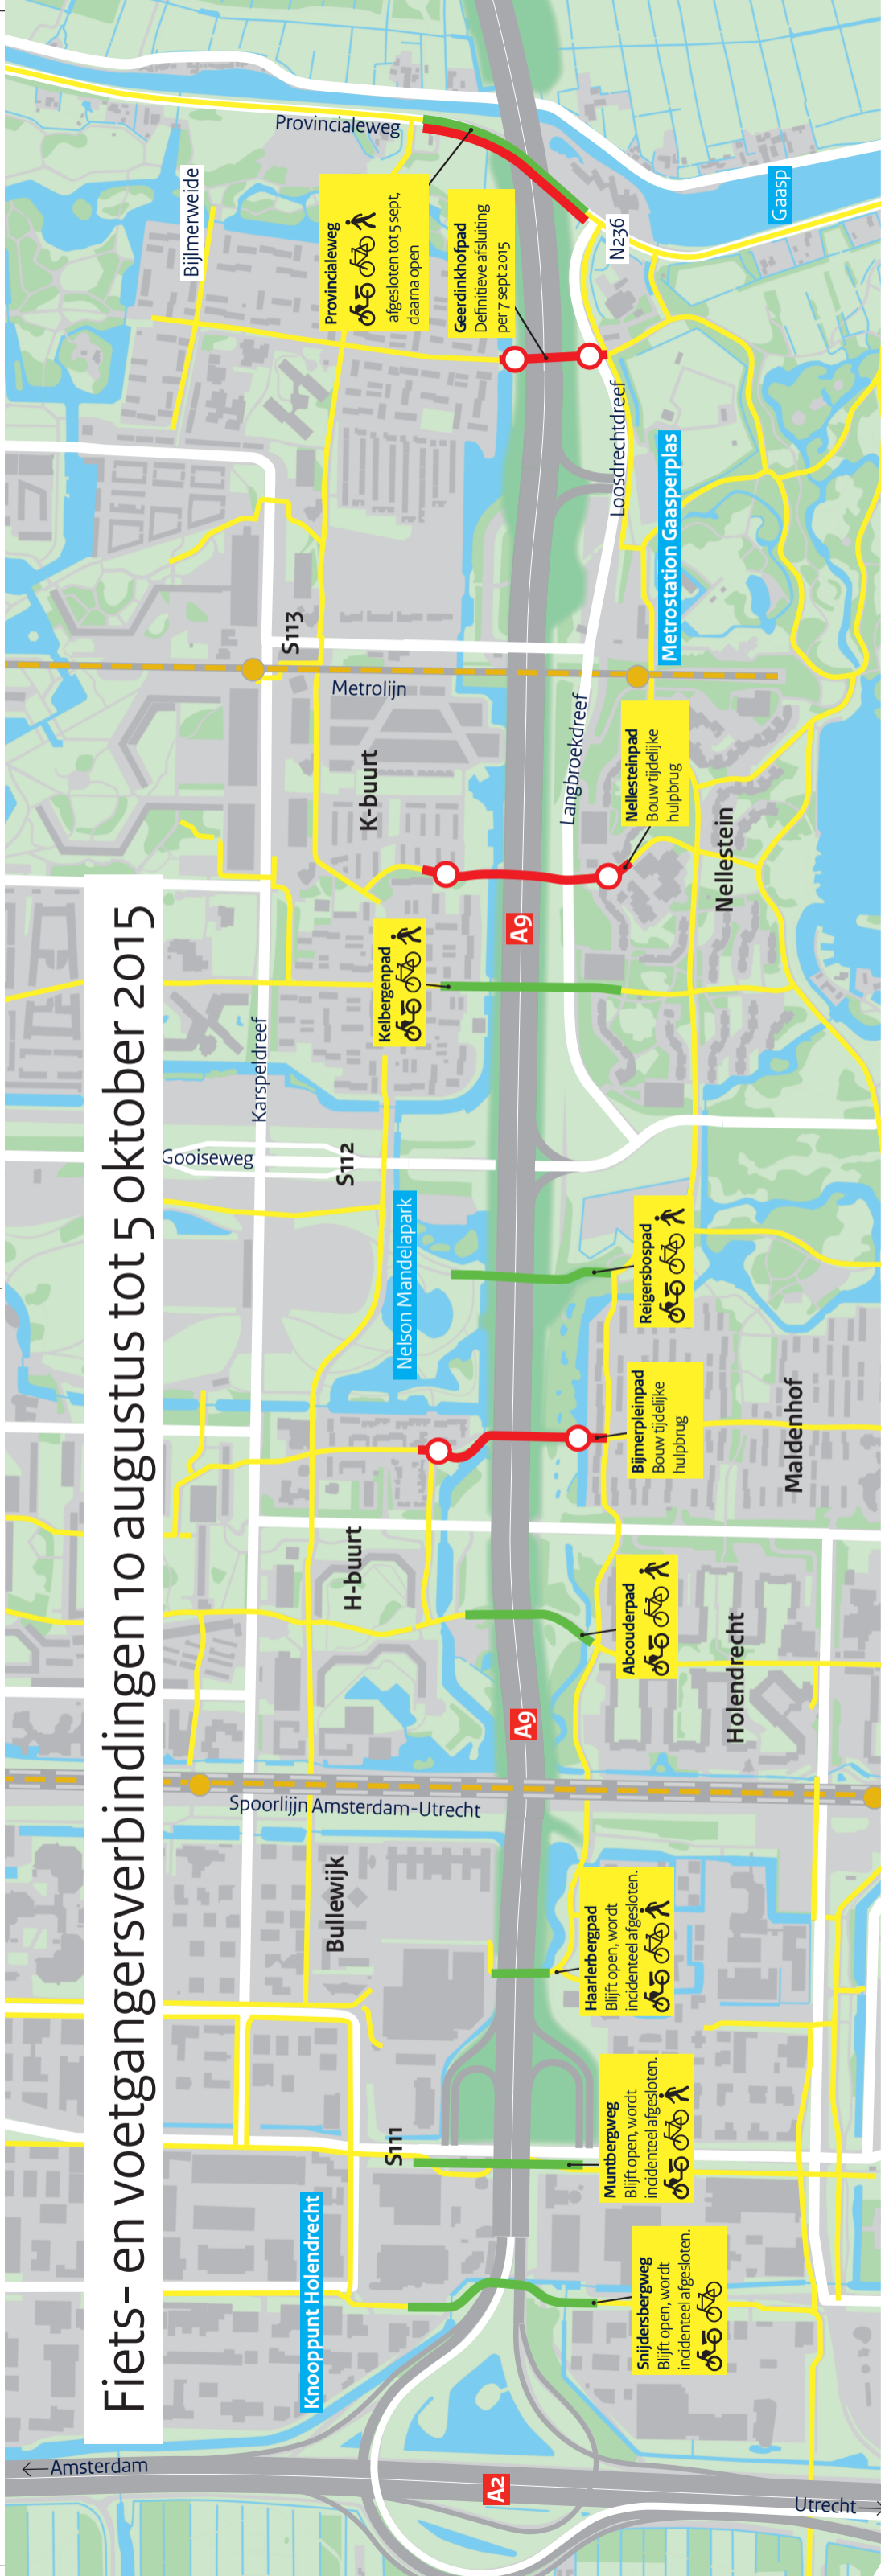 Fiets- en voetgangersverbindingen 10 augustus tot 5 oktober 2015
Amsterdam
Utrecht
A2
Knooppunt Holendrecht
Snijdersbergweg
Blijft open, wordt
incidenteel afgesloten.
S111
Muntbergweg
Blijft open, wordt
incidenteel afgesloten.
Bullewijk
Haarlerbergpad
Blijft open, wordt
incidenteel afgesloten.
Spoorlijn Amsterdam-Utrecht
A9
Holendrecht
Abcouderpad
H-buurt
Bijlmerpleinpad
Bouw tijdelijke
hulpbrug
Maldenhof
Nelson Mandelapark
Reigersbospad
Gooiseweg
S112
Karspeldreef
Kelbergenpad
A9
K-buurt
Nellestein
Nellesteinpad
Bouw tijdelijke
hulpbrug
Langbroekdreef
Metrolijn
S113
Metrostation Gaasperplas
Loosdrechtdreef
Geerdinkhofpad
Definitieve afsluiting
per 7 sept 2015
Provincialeweg
afgesloten tot 5 sept,
daarna open
Bijlmerweide
N236
Gaasp
Provincialeweg